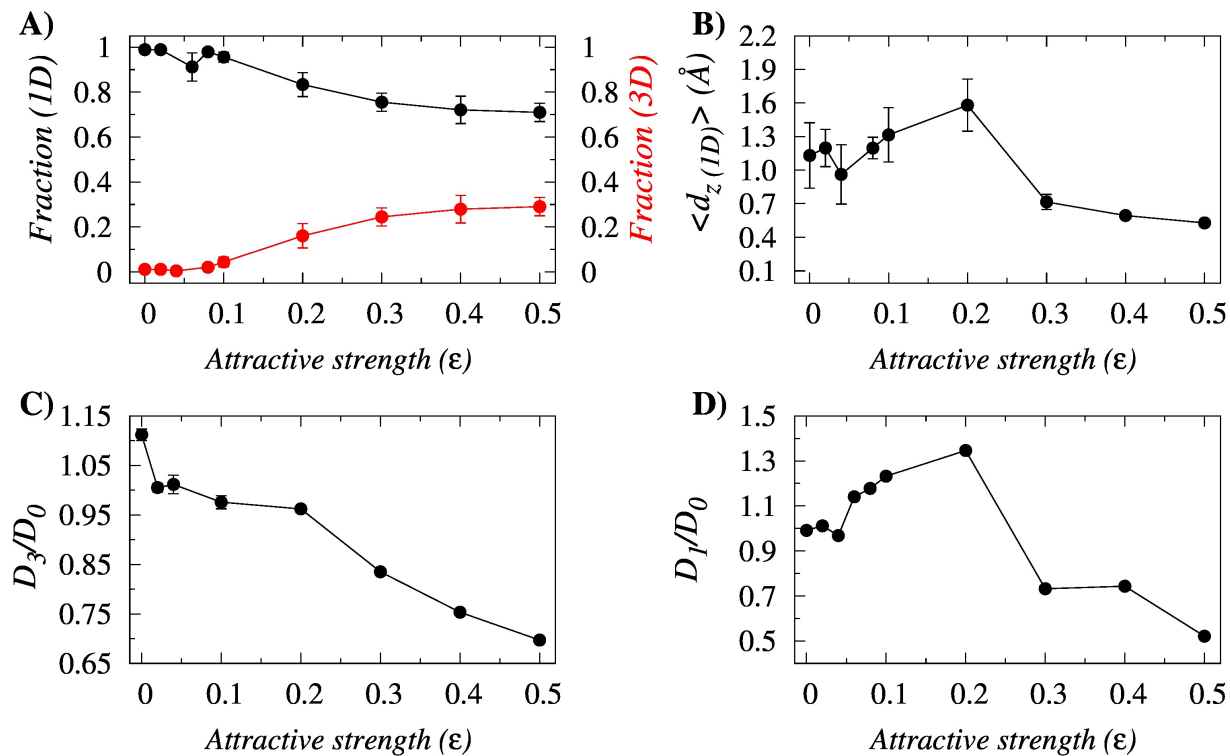 A)
Fraction (1D)
1
0.8
0.6
0.4
0.2
0
1
0.8
0.6
0.4
0.2
0
Fraction (3D)
0 0.1 0.2 0.3 0.4 0.5
Attractive strength (ε)
B)
<d_z (1D)> (Å)
2.2
1.9
1.6
1.3
1.0
0.7
0.4
0.1
0 0.1 0.2 0.3 0.4 0.5
Attractive strength (ε)
C)
D_3/D_0
1.15
1.05
0.95
0.85
0.75
0.65
0 0.1 0.2 0.3 0.4 0.5
Attractive strength (ε)
D)
D_1/D_0
1.5
1.3
1.1
0.9
0.7
0.5
0 0.1 0.2 0.3 0.4 0.5
Attractive strength (ε)